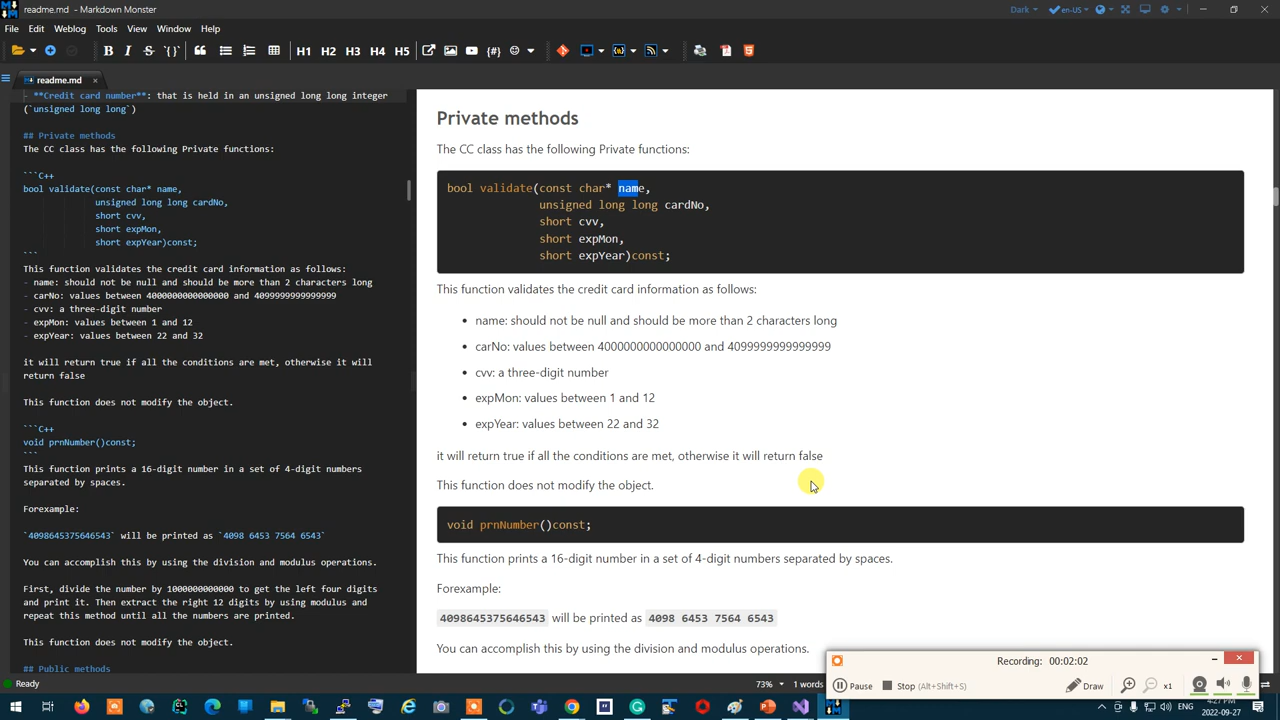 readme.md - Markdown Monster
Dark
en-US
File Edit Weblog Tools View Window Help
B I S H1 H2 H3 H4 H5
readme.md
- **Credit card number**: that is held in an unsigned long long integer
(`unsigned long long`)
## Private methods
The CC class has the following Private functions:
```C++
bool validate(const char* name,
unsigned long long cardNo,
short cvv,
short expMon,
short expYear)const;
```
This function validates the credit card information as follows:
- name: should not be null and should be more than 2 characters long
- carNo: values between 4000000000000000 and 4099999999999999
- cvv: a three-digit number
- expMon: values between 1 and 12
- expYear: values between 22 and 32
it will return true if all the conditions are met, otherwise it will
return false
This function does not modify the object.
```C++
void prnNumber()const;
```
This function prints a 16-digit number in a set of 4-digit numbers
separated by spaces.
Forexample:
`4098645375646543` will be printed as `4098 6453 7564 6543`
You can accomplish this by using the division and modulus operations.
First, divide the number by 1000000000000 to get the left four digits
and print it. Then extract the right 12 digits by using modulus and
repeat this method until all the numbers are printed.
This function does not modify the object.
## Public methods
Private methods
The CC class has the following Private functions:
bool validate(const char* name,
unsigned long long cardNo,
short cvv,
short expMon,
short expYear)const;
This function validates the credit card information as follows:
• name: should not be null and should be more than 2 characters long
• carNo: values between 4000000000000000 and 4099999999999999
• cvv: a three-digit number
• expMon: values between 1 and 12
• expYear: values between 22 and 32
it will return true if all the conditions are met, otherwise it will return false
This function does not modify the object.
void prnNumber()const;
This function prints a 16-digit number in a set of 4-digit numbers separated by spaces.
Forexample:
4098645375646543 will be printed as 4098 6453 7564 6543
You can accomplish this by using the division and modulus operations.
Recording: 00:02:02
Pause Stop (Alt+Shift+S) Draw x1
Ready
73%
1 words
ENG
4:27 PM
2022-09-27